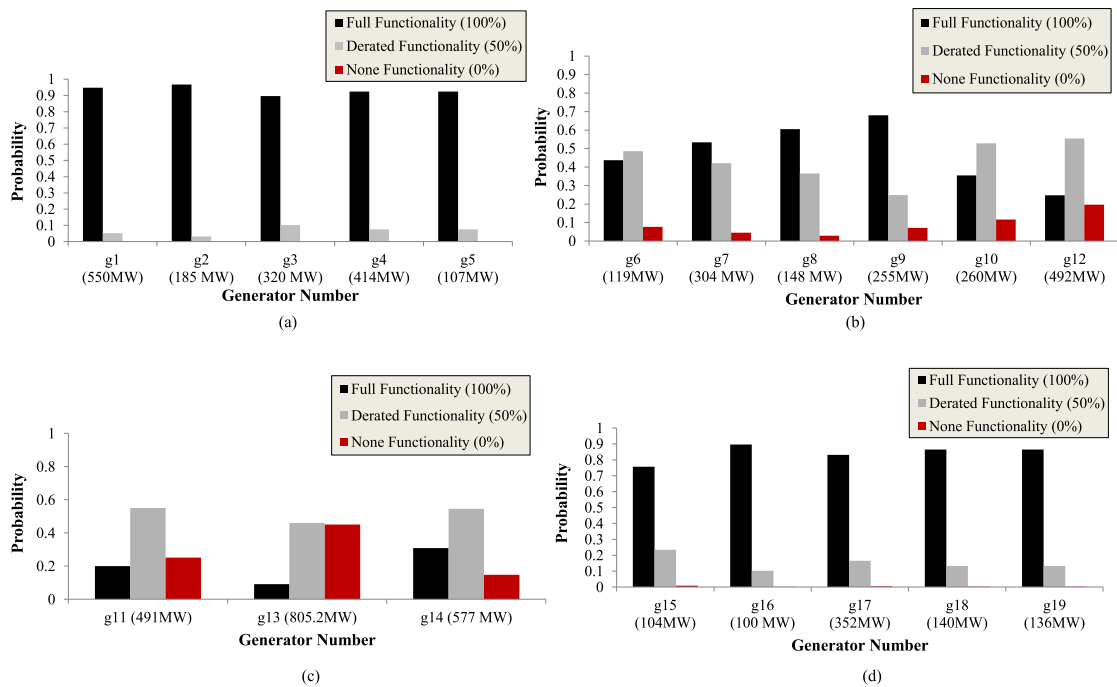 Full Functionality (100%)
Derated Functionality (50%)
None Functionality (0%)
1
0.9
0.8
0.7
0.6
0.5
0.4
0.3
0.2
0.1
0
Probability
g1
(550MW)
g2
(185 MW)
g3
(320 MW)
g4
(414MW)
g5
(107MW)
Generator Number
(a)
Full Functionality (100%)
Derated Functionality (50%)
None Functionality (0%)
1
0.9
0.8
0.7
0.6
0.5
0.4
0.3
0.2
0.1
0
Probability
g6
(119MW)
g7
(304 MW)
g8
(148 MW)
g9
(255MW)
g10
(260MW)
g12
(492MW)
Generator Number
(b)
Full Functionality (100%)
Derated Functionality (50%)
None Functionality (0%)
1
0.8
0.6
0.4
0.2
0
Probability
g11 (491MW)
g13 (805.2MW)
g14 (577 MW)
Generator Number
(c)
Full Functionality (100%)
Derated Functionality (50%)
None Functionality (0%)
1
0.9
0.8
0.7
0.6
0.5
0.4
0.3
0.2
0.1
0
Probability
g15
(104MW)
g16
(100 MW)
g17
(352MW)
g18
(140MW)
g19
(136MW)
Generator Number
(d)